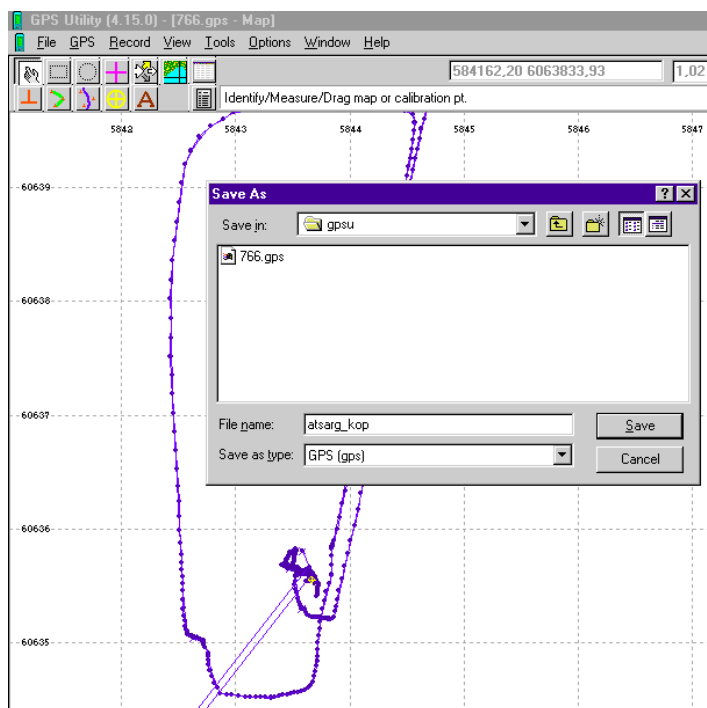 GPS Utility (4.15.0) - [766.gps - Map]
File GPS Record View Tools Options Window Help
584162,20 6063833,93 1,02
A Identify/Measure/Drag map or calibration pt.
5842 5843 5844 5845 5846 5847
60639
Save As
Save in: gpsu
766.gps
60638
60637
File name: atsarg_kop Save
Save as type: GPS (gps) Cancel
60636
60635